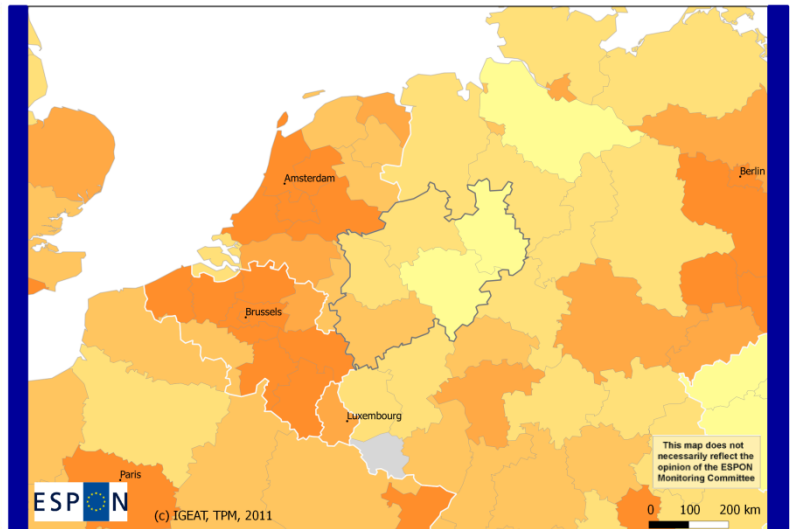 Amsterdam
Berlin
Brussels
Luxembourg
Paris
This map does not
necessarily reflect the
opinion of the ESPON
Monitoring Committee
ESPON
(c) IGEAT, TPM, 2011
0 100 200 km